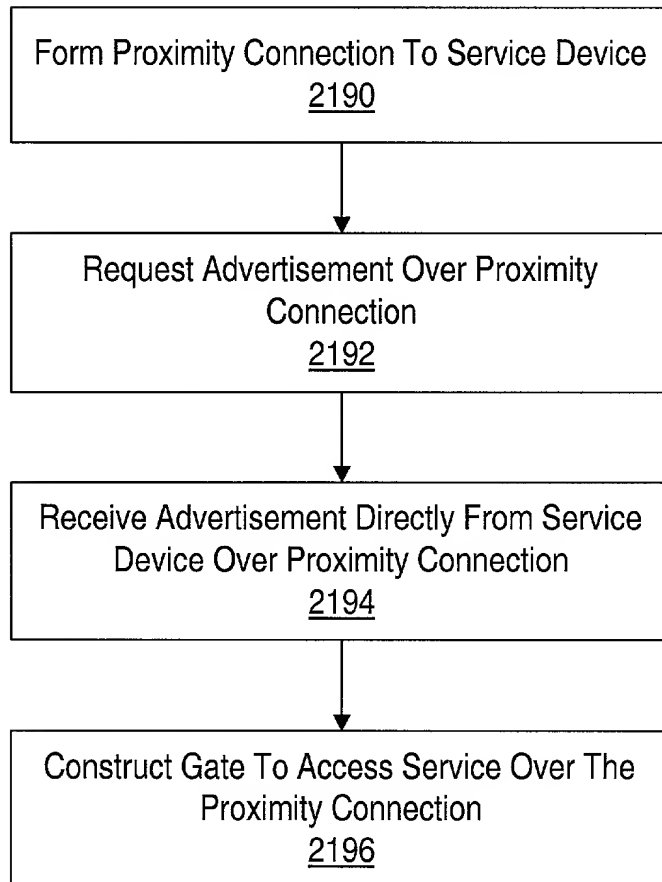 Form Proximity Connection To Service Device
2190
Request Advertisement Over Proximity
Connection
2192
Receive Advertisement Directly From Service
Device Over Proximity Connection
2194
Construct Gate To Access Service Over The
Proximity Connection
2196